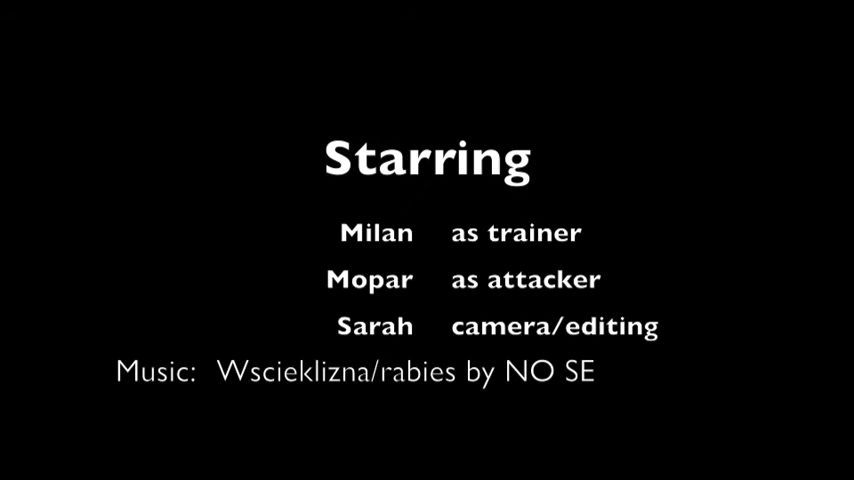 Starring
Milan as trainer
Mopar as attacker
Sarah camera/editing
Music: Wscieklizna/rabies by NO SE